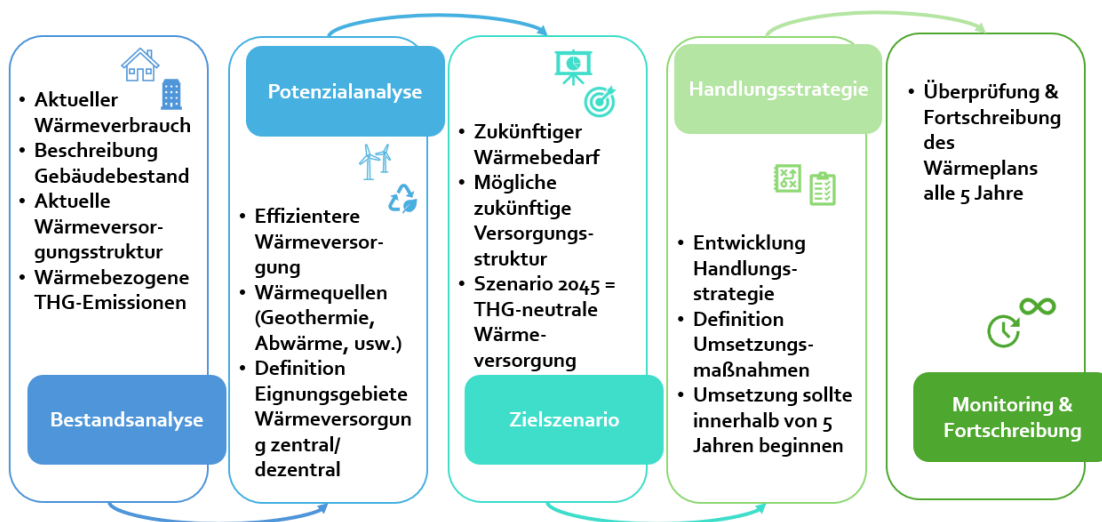 • Aktueller
Wärmeverbrauch
• Beschreibung
Gebäudebestand
• Aktuelle
Wärmeversor-
gungsstruktur
• Wärmebezogene
THG-Emissionen
Bestandsanalyse
Potenzialanalyse
• Effizientere
Wärmeversor-
gung
• Wärmequellen
(Geothermie,
Abwärme, usw.)
• Definition
Eignungsgebiete
Wärmeversorgun
g zentral/
dezentral
• Zukünftiger
Wärmebedarf
• Mögliche
zukünftige
Versorgungs-
struktur
• Szenario 2045 =
THG-neutrale
Wärme-
versorgung
Zielszenario
Handlungsstrategie
• Entwicklung
Handlungs-
strategie
• Definition
Umsetzungs-
maßnahmen
• Umsetzung sollte
innerhalb von 5
Jahren beginnen
• Überprüfung &
Fortschreibung
des
Wärmeplans
alle 5 Jahre
Monitoring &
Fortschreibung